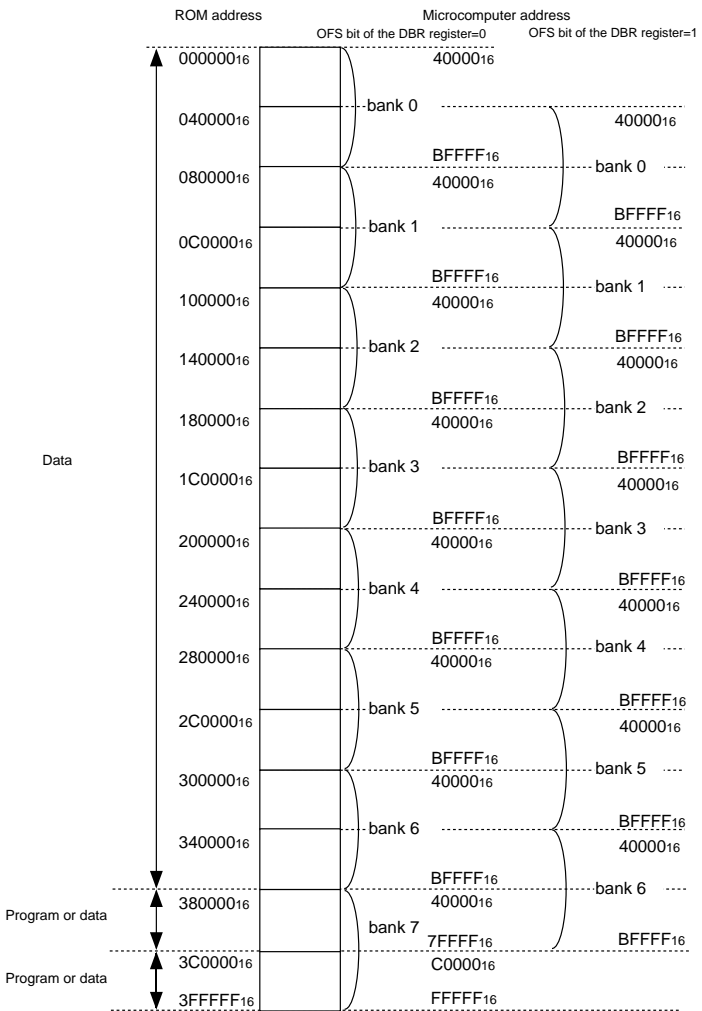 ROM address Microcomputer address
OFS bit of the DBR register=0 OFS bit of the DBR register=1
00000016 4000016
bank 0
04000016 4000016
BFFFF16 bank 0
08000016 4000016
bank 1 BFFFF16
0C000016 4000016
BFFFF16 bank 1
10000016 4000016
bank 2 BFFFF16
14000016 4000016
BFFFF16 bank 2
18000016 4000016
Data bank 3 BFFFF16
1C000016 4000016
BFFFF16 bank 3
20000016 4000016
bank 4 BFFFF16
24000016 4000016
BFFFF16 bank 4
28000016 4000016
bank 5 BFFFF16
2C000016 4000016
BFFFF16 bank 5
30000016 4000016
bank 6 BFFFF16
34000016 4000016
BFFFF16 bank 6
38000016 4000016
Program or data
bank 7
7FFFF16 BFFFF16
3C000016 C000016
Program or data
3FFFFF16 FFFFF16